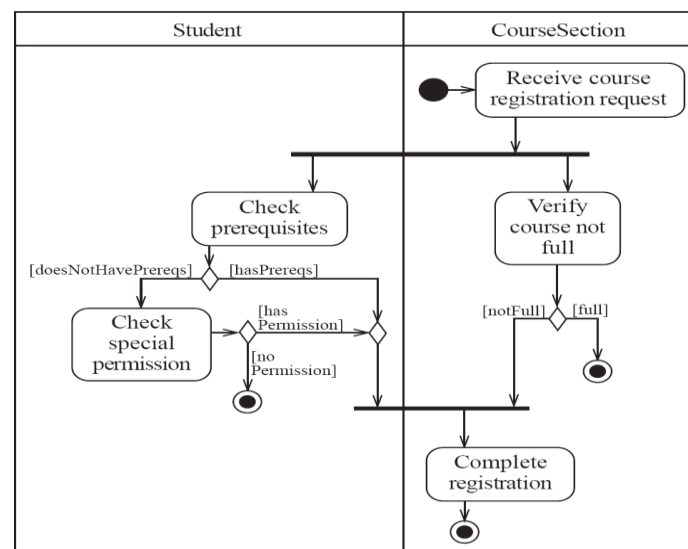 Student
CourseSection
Receive course
registration request
Check
prerequisites
Verify
course not
full
[doesNotHavePrereqs]
[hasPrereqs]
Check
special
permission
[has
Permission]
[no
Permission]
[notFull]
[full]
Complete
registration